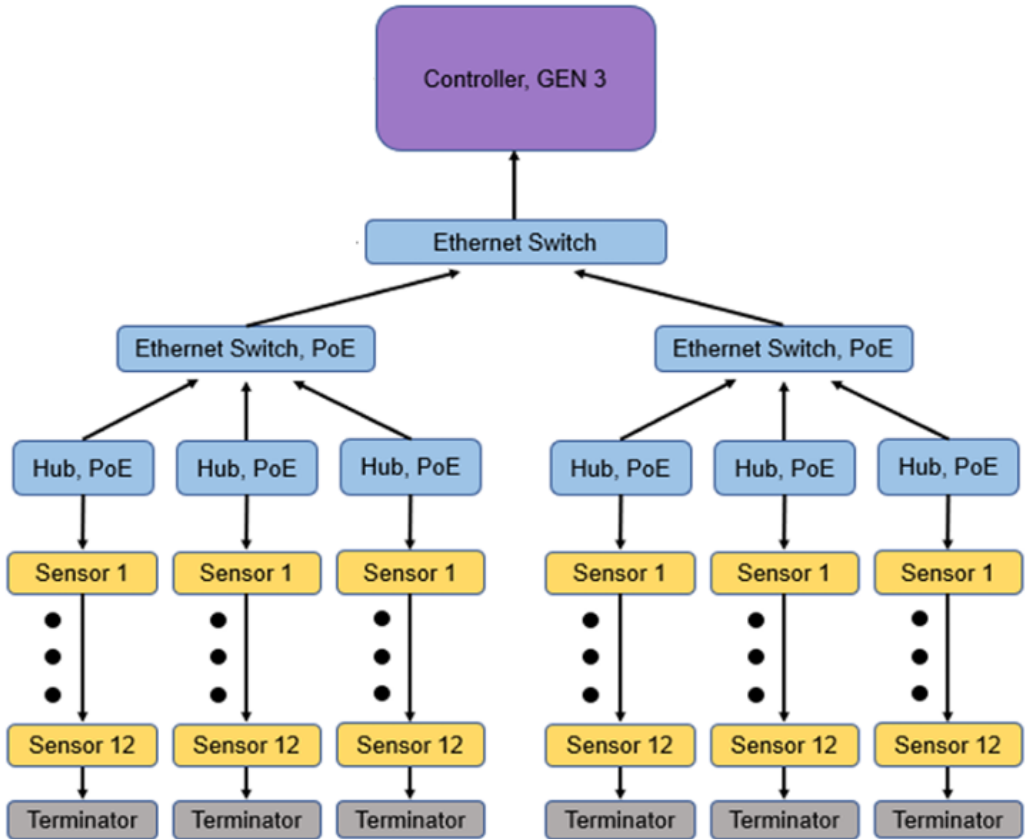 Controller, GEN 3
Ethernet Switch
Ethernet Switch, PoE
Ethernet Switch, PoE
Hub, PoE
Hub, PoE
Hub, PoE
Hub, PoE
Hub, PoE
Hub, PoE
Sensor 1
Sensor 1
Sensor 1
Sensor 1
Sensor 1
Sensor 1
Sensor 12
Sensor 12
Sensor 12
Sensor 12
Sensor 12
Sensor 12
Terminator
Terminator
Terminator
Terminator
Terminator
Terminator